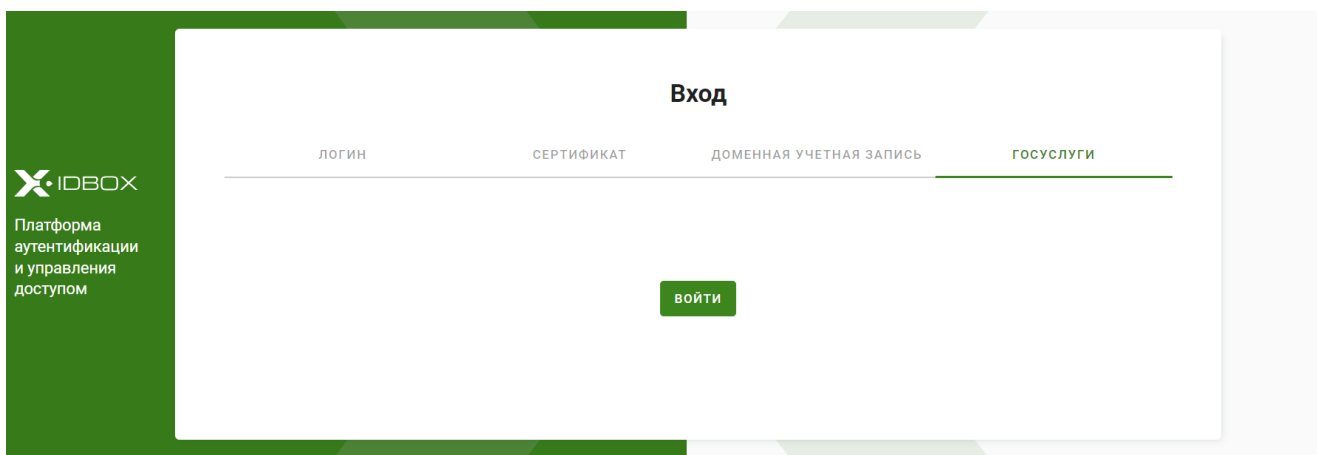 Вход
ЛОГИН
СЕРТИФИКАТ
ДОМЕННАЯ УЧЕТНАЯ ЗАПИСЬ
ГОСУСЛУГИ
IDBOX
Платформа
аутентификации
и управления
доступом
ВОЙТИ